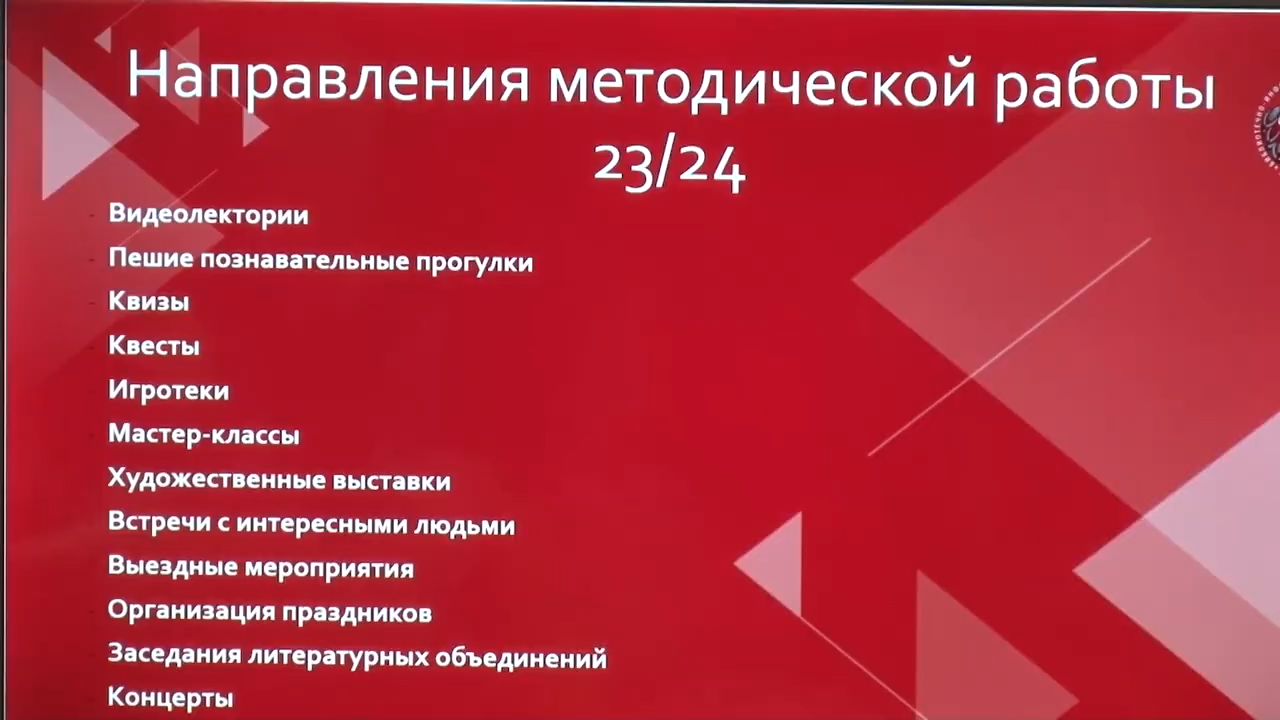 Направления методической работы
23/24
- Видеолектории
- Пешие познавательные прогулки
- Квизы
- Квесты
- Игротеки
- Мастер-классы
Художественные выставки
Встречи с интересными людьми
Выездные мероприятия
Организация праздников
Заседания литературных объединений
Концерты